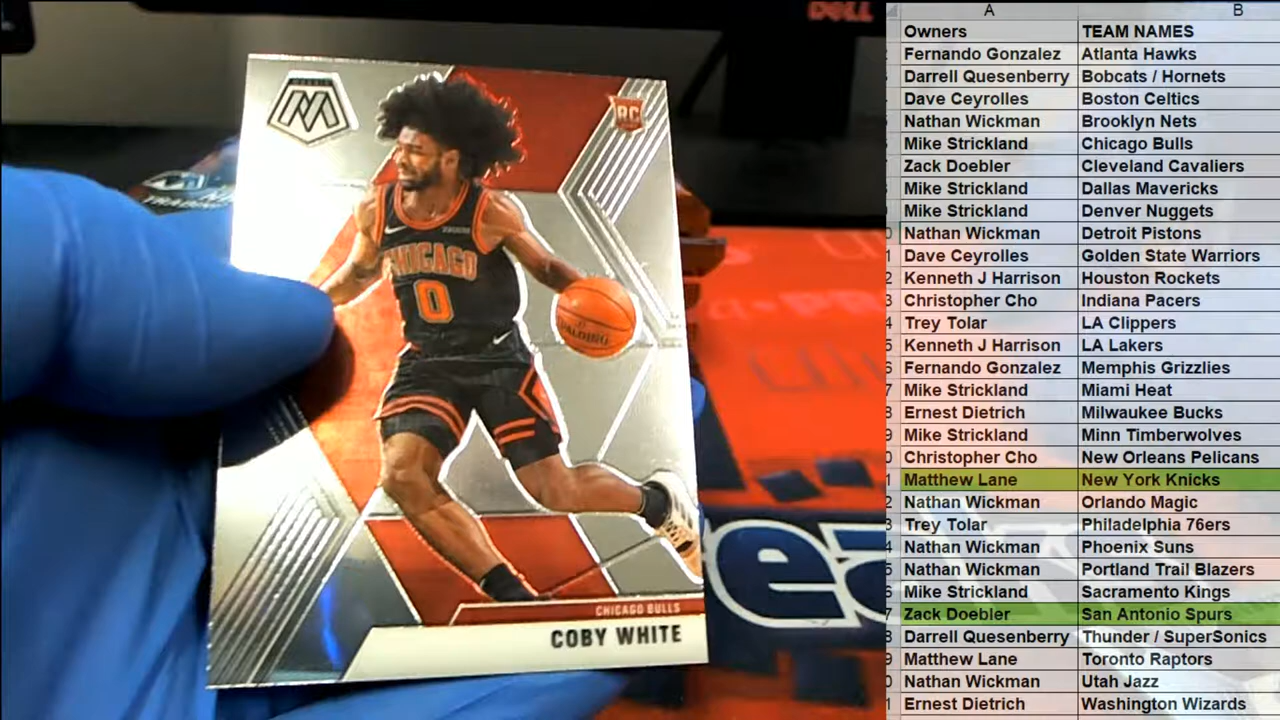 DELL
RC
CHICAGO
0
SPALDING
CHICAGO BULLS
COBY WHITE
A B
Owners TEAM NAMES
Fernando Gonzalez Atlanta Hawks
Darrell Quesenberry Bobcats / Hornets
Dave Ceyrolles Boston Celtics
Nathan Wickman Brooklyn Nets
Mike Strickland Chicago Bulls
Zack Doebler Cleveland Cavaliers
Mike Strickland Dallas Mavericks
Mike Strickland Denver Nuggets
Nathan Wickman Detroit Pistons
Dave Ceyrolles Golden State Warriors
Kenneth J Harrison Houston Rockets
Christopher Cho Indiana Pacers
Trey Tolar LA Clippers
Kenneth J Harrison LA Lakers
Fernando Gonzalez Memphis Grizzlies
Mike Strickland Miami Heat
Ernest Dietrich Milwaukee Bucks
Mike Strickland Minn Timberwolves
Christopher Cho New Orleans Pelicans
Matthew Lane New York Knicks
Nathan Wickman Orlando Magic
Trey Tolar Philadelphia 76ers
Nathan Wickman Phoenix Suns
Nathan Wickman Portland Trail Blazers
Mike Strickland Sacramento Kings
Zack Doebler San Antonio Spurs
Darrell Quesenberry Thunder / SuperSonics
Matthew Lane Toronto Raptors
Nathan Wickman Utah Jazz
Ernest Dietrich Washington Wizards